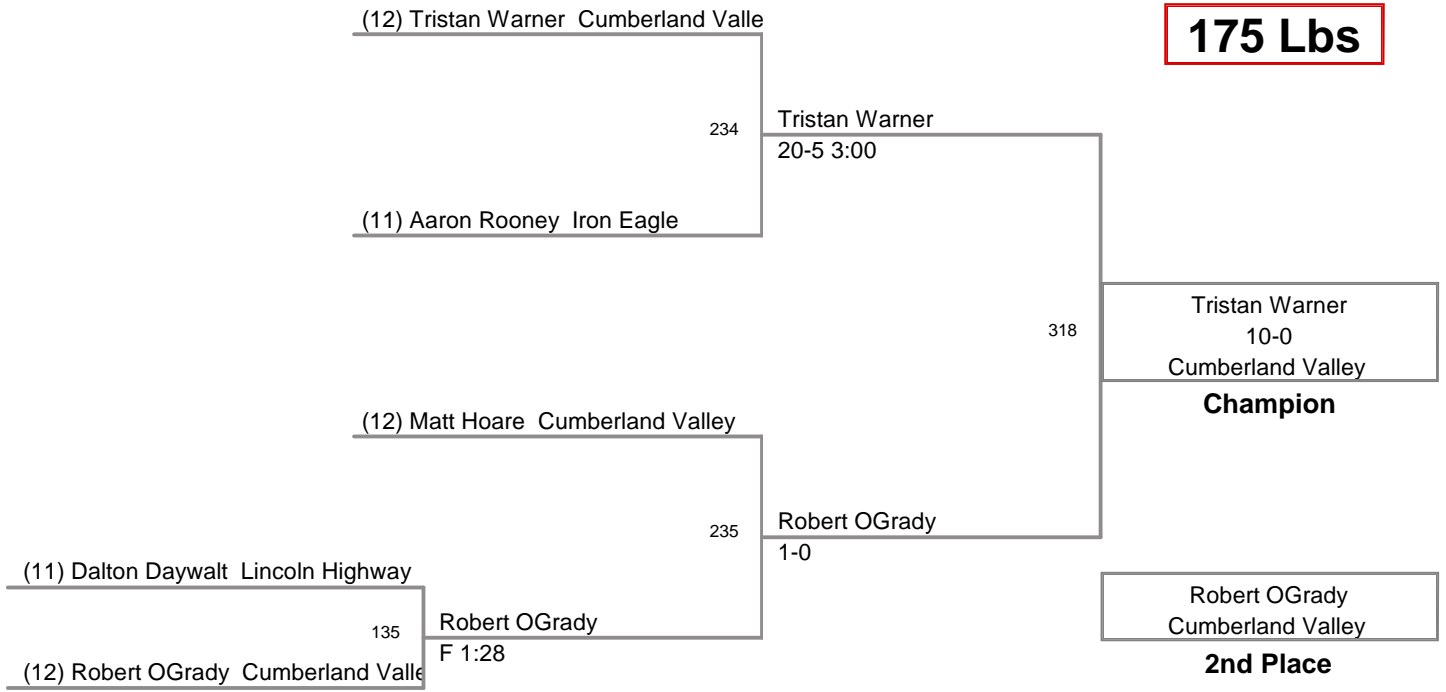 (12) Tristan Warner  Cumberland Valle
175 Lbs
234
Tristan Warner
20-5 3:00
(11) Aaron Rooney  Iron Eagle
318
Tristan Warner
10-0
Cumberland Valley
Champion
(12) Matt Hoare  Cumberland Valley
235
Robert OGrady
1-0
(11) Dalton Daywalt  Lincoln Highway
135
Robert OGrady
F 1:28
(12) Robert OGrady  Cumberland Valle
Robert OGrady
Cumberland Valley
2nd Place